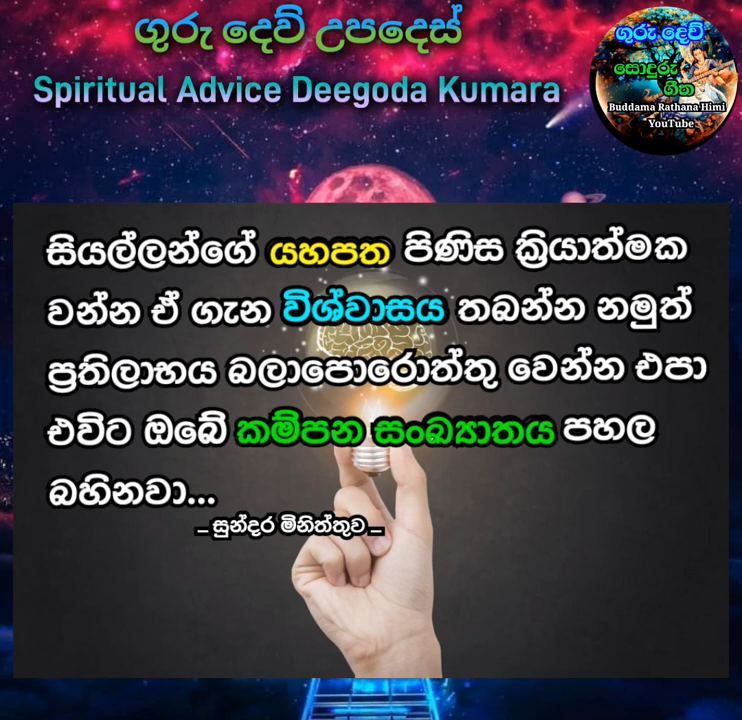 ගුරු දෙව් උපදෙස්
Spiritual Advice Deegoda Kumara
ගුරු දෙව්
සොඳුරු
ගීත
Buddama Rathana Himi
YouTube
සියල්ලන්ගේ යහපත පිණිස ක්‍රියාත්මක
වන්න ඒ ගැන විශ්වාසය තබන්න නමුත්
ප්‍රතිලාභය බලාපොරොත්තු වෙන්න එපා
එවිට ඔබේ කම්පන සංඛ්‍යාතය පහල
බහිනවා...
_ සුන්දර මිනිත්තුව _